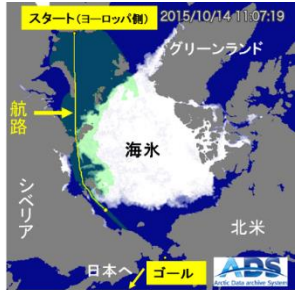 スタート(ヨーロッパ側)
2015/10/14 11:07:19
グリーンランド
航路
海氷
シベリア
北米
日本へ
ゴール
ADS
Arctic Data archive System